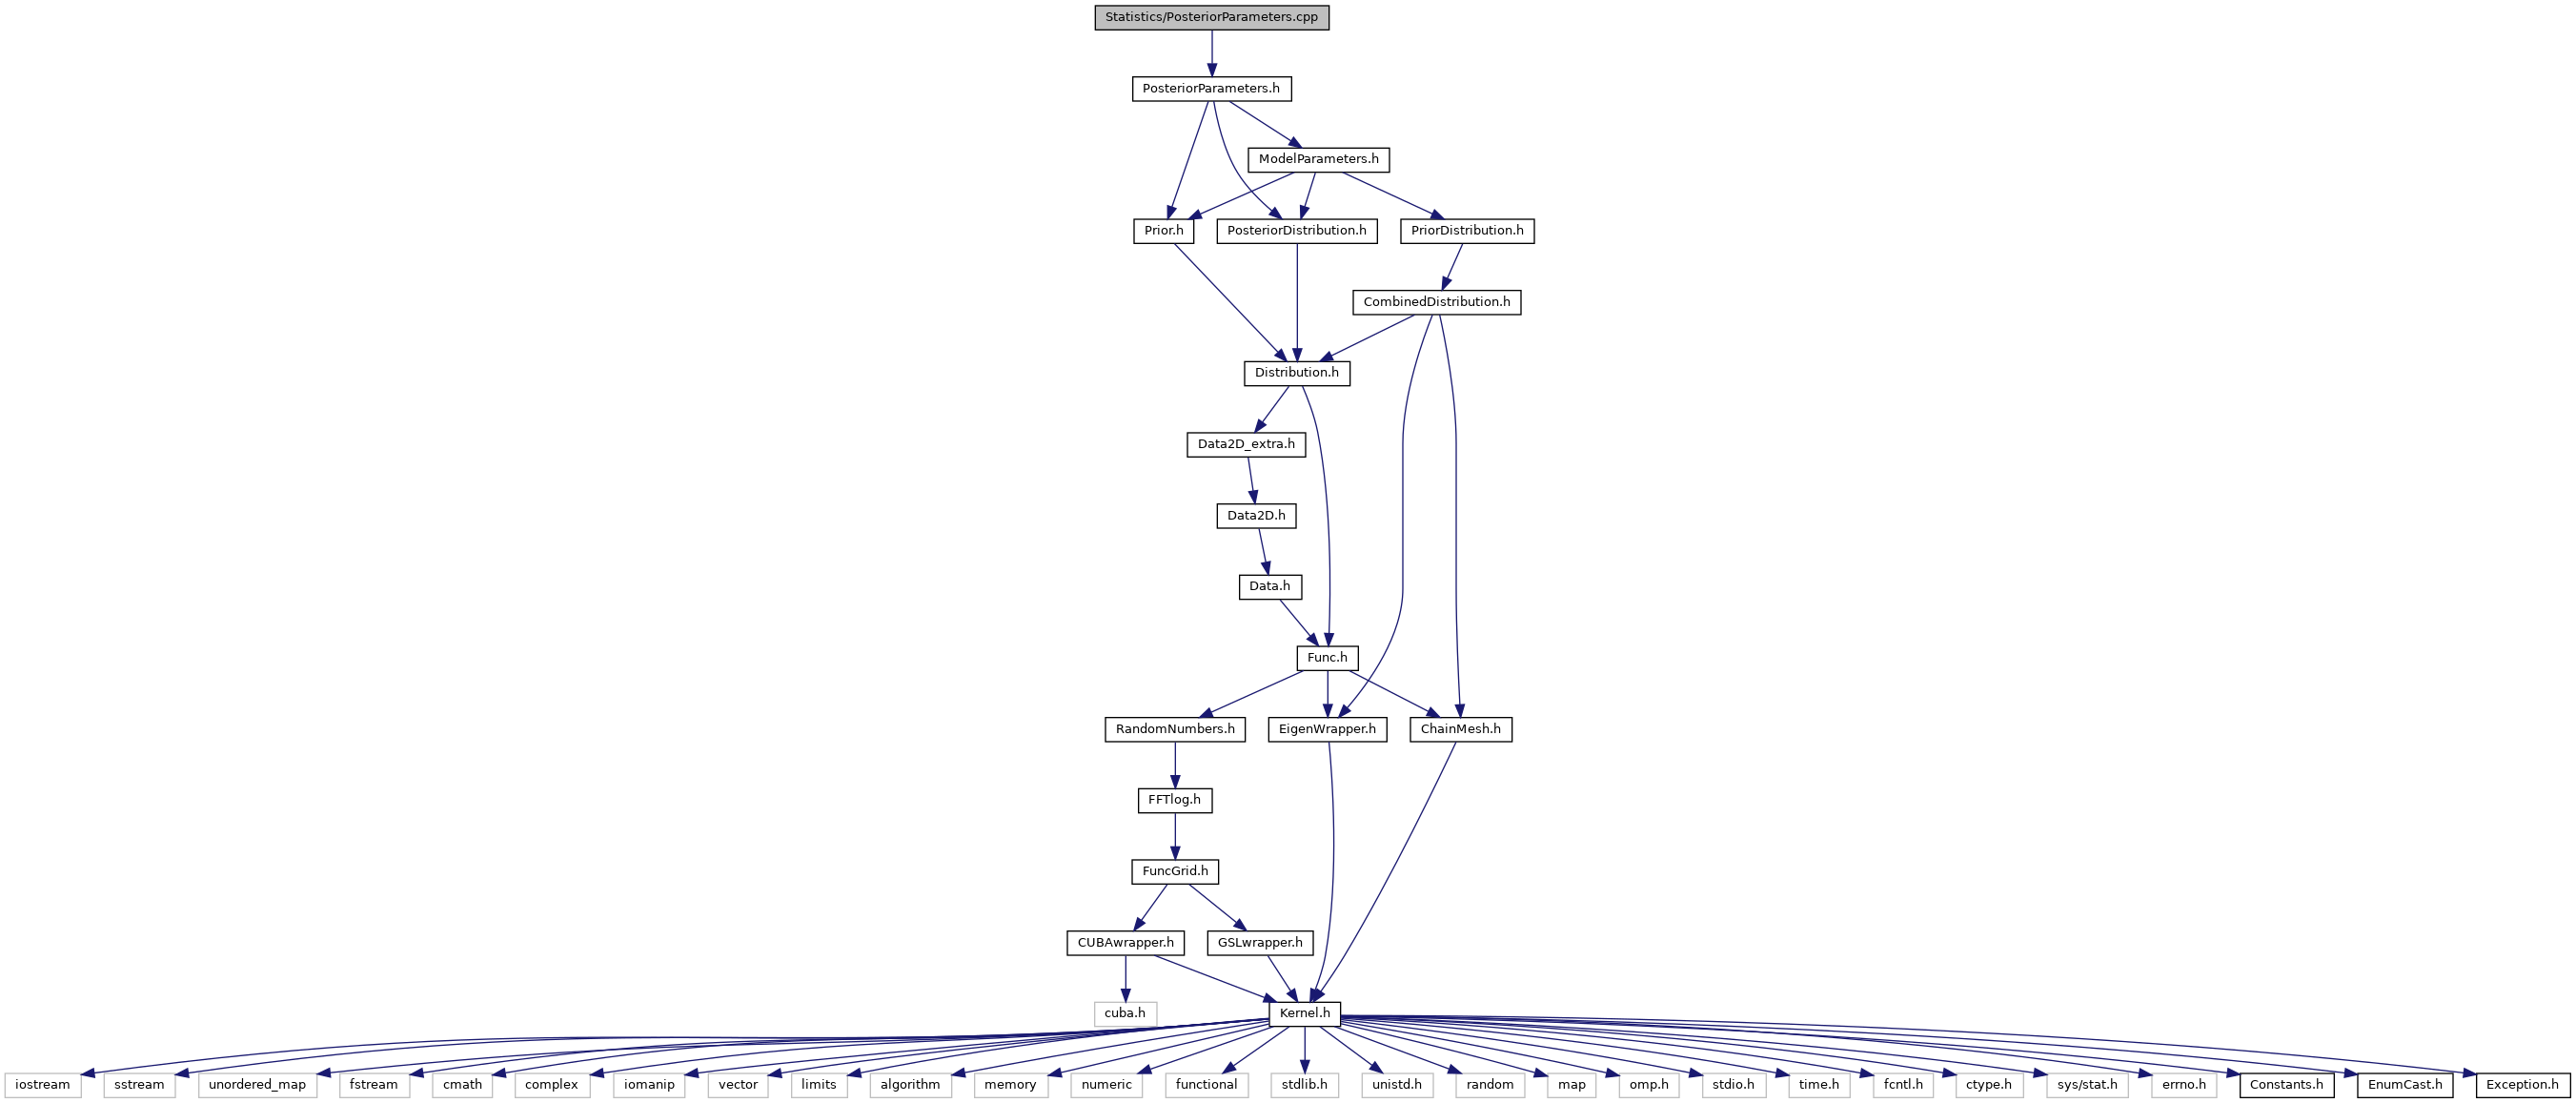 Statistics/PosteriorParameters.cpp
PosteriorParameters.h
ModelParameters.h
Prior.h
PosteriorDistribution.h
PriorDistribution.h
CombinedDistribution.h
Distribution.h
Data2D_extra.h
Data2D.h
Data.h
Func.h
RandomNumbers.h
EigenWrapper.h
ChainMesh.h
FFTlog.h
FuncGrid.h
CUBAwrapper.h
GSLwrapper.h
cuba.h
Kernel.h
iostream
sstream
unordered_map
fstream
cmath
complex
iomanip
vector
limits
algorithm
memory
numeric
functional
stdlib.h
unistd.h
random
map
omp.h
stdio.h
time.h
fcntl.h
ctype.h
sys/stat.h
errno.h
Constants.h
EnumCast.h
Exception.h